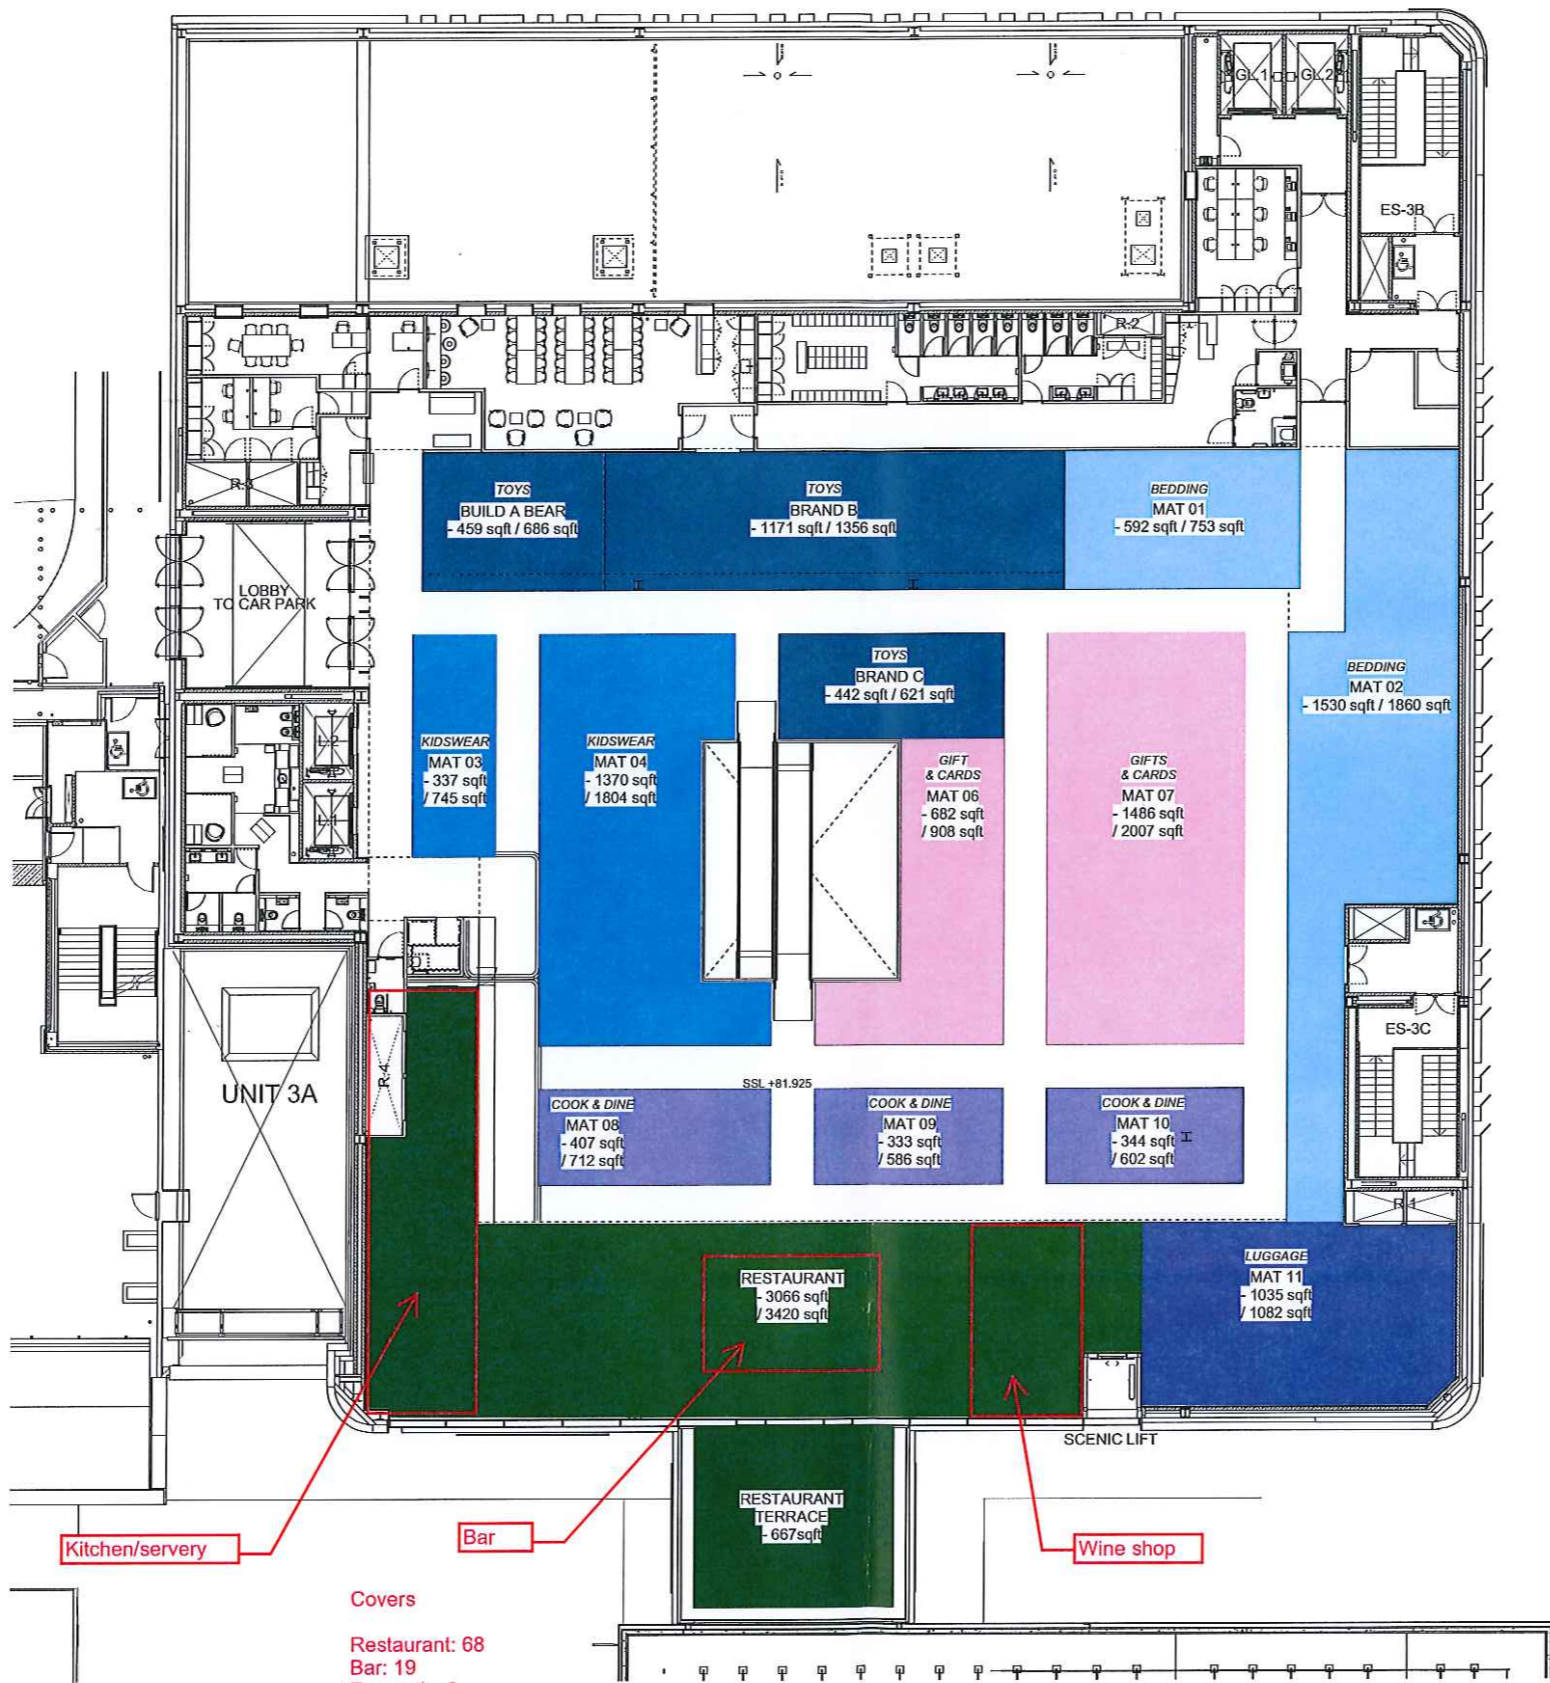 GL.1
GL.2
ES-3B
R.2
R.3
TOYS
BUILD A BEAR
- 459 sqft / 686 sqft
TOYS
BRAND B
- 1171 sqft / 1356 sqft
BEDDING
MAT 01
- 592 sqft / 753 sqft
LOBBY
TO CAR PARK
TOYS
BRAND C
- 442 sqft / 621 sqft
BEDDING
MAT 02
- 1530 sqft / 1860 sqft
L-2
L-1
KIDSWEAR
MAT 03
- 337 sqft
/ 745 sqft
KIDSWEAR
MAT 04
- 1370 sqft
/ 1804 sqft
GIFT
& CARDS
MAT 06
- 682 sqft
/ 908 sqft
GIFTS
& CARDS
MAT 07
- 1486 sqft
/ 2007 sqft
ES-3C
UNIT 3A
R.4
SSL +81.925
COOK & DINE
MAT 08
- 407 sqft
/ 712 sqft
COOK & DINE
MAT 09
- 333 sqft
/ 586 sqft
COOK & DINE
MAT 10
- 344 sqft
/ 602 sqft
R.1
RESTAURANT
- 3066 sqft
/ 3420 sqft
LUGGAGE
MAT 11
- 1035 sqft
/ 1082 sqft
SCENIC LIFT
RESTAURANT
TERRACE
- 667sqft
Kitchen/servery
Bar
Wine shop
Covers
Restaurant: 68
Bar: 19